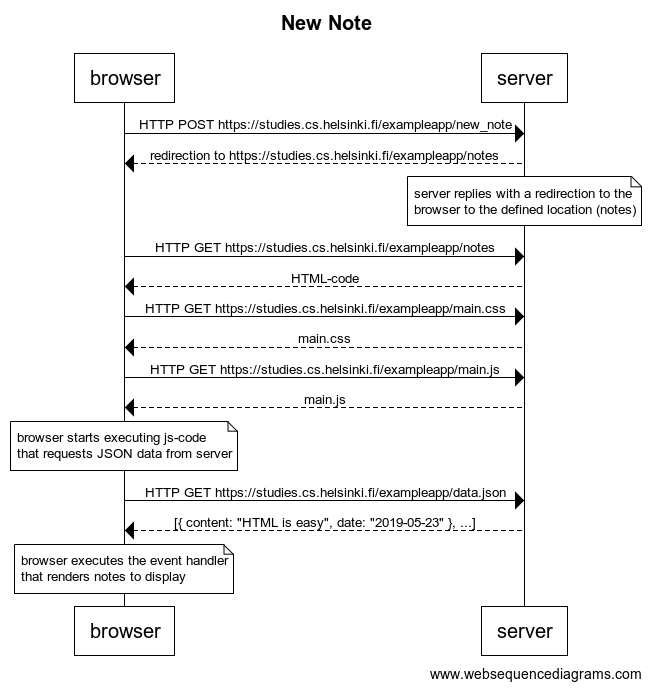 New Note
browser
server
HTTP POST https://studies.cs.helsinki.fi/exampleapp/new_note
redirection to https://studies.cs.helsinki.fi/exampleapp/notes
server replies with a redirection to the
browser to the defined location (notes)
HTTP GET https://studies.cs.helsinki.fi/exampleapp/notes
HTML-code
HTTP GET https://studies.cs.helsinki.fi/exampleapp/main.css
main.css
HTTP GET https://studies.cs.helsinki.fi/exampleapp/main.js
main.js
browser starts executing js-code
that requests JSON data from server
HTTP GET https://studies.cs.helsinki.fi/exampleapp/data.json
[{ content: "HTML is easy", date: "2019-05-23" }, ...]
browser executes the event handler
that renders notes to display
browser
server
www.websequencediagrams.com